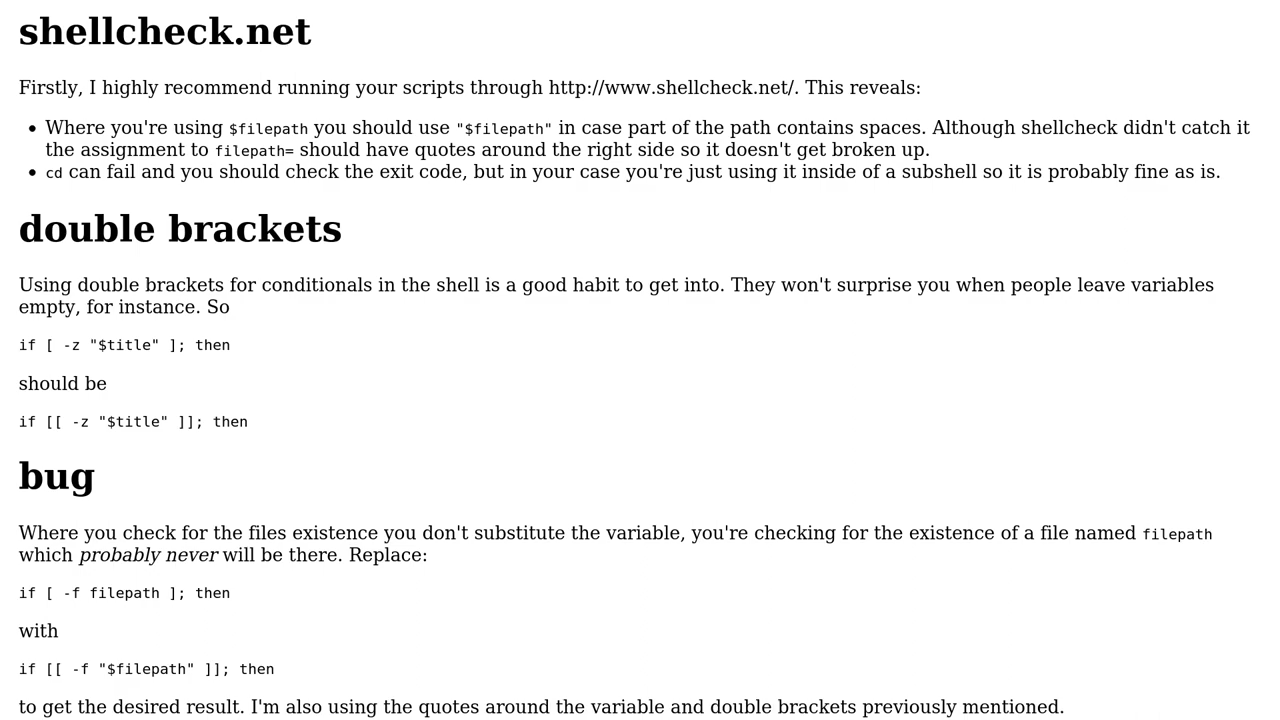 shellcheck.net
Firstly, I highly recommend running your scripts through http://www.shellcheck.net/. This reveals:
• Where you're using $filepath you should use "$filepath" in case part of the path contains spaces. Although shellcheck didn't catch it
the assignment to filepath= should have quotes around the right side so it doesn't get broken up.
• cd can fail and you should check the exit code, but in your case you're just using it inside of a subshell so it is probably fine as is.
double brackets
Using double brackets for conditionals in the shell is a good habit to get into. They won't surprise you when people leave variables
empty, for instance. So
if [ -z "$title" ]; then
should be
if [[ -z "$title" ]]; then
bug
Where you check for the files existence you don't substitute the variable, you're checking for the existence of a file named filepath
which probably never will be there. Replace:
if [ -f filepath ]; then
with
if [[ -f "$filepath" ]]; then
to get the desired result. I'm also using the quotes around the variable and double brackets previously mentioned.